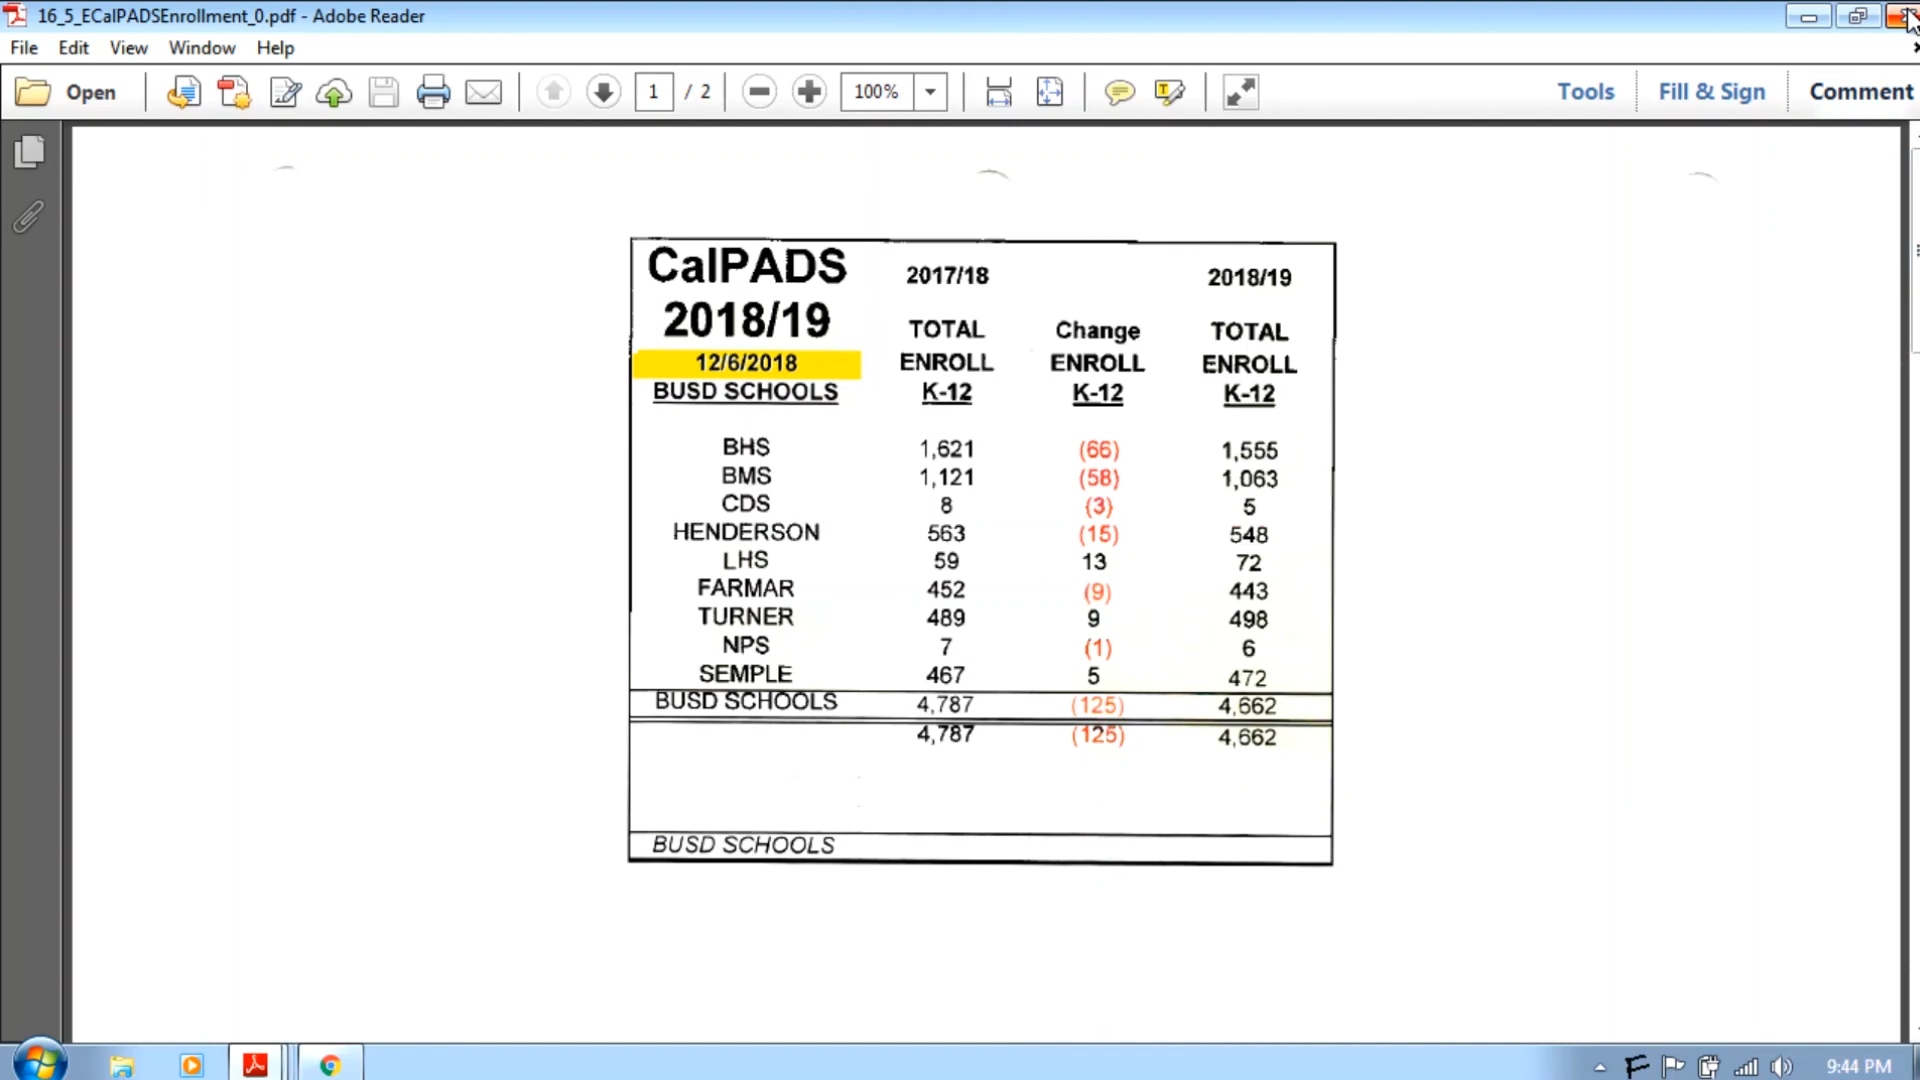 16_5_ECalPADSEnrollment_0.pdf - Adobe Reader
File Edit View Window Help
Open 1 / 2 100% Tools Fill & Sign Comment
CalPADS 2017/18 2018/19
2018/19 TOTAL Change TOTAL
12/6/2018 ENROLL ENROLL ENROLL
BUSD SCHOOLS K-12 K-12 K-12
BHS 1,621 (66) 1,555
BMS 1,121 (58) 1,063
CDS 8 (3) 5
HENDERSON 563 (15) 548
LHS 59 13 72
FARMAR 452 (9) 443
TURNER 489 9 498
NPS 7 (1) 6
SEMPLE 467 5 472
BUSD SCHOOLS 4,787 (125) 4,662
4,787 (125) 4,662
BUSD SCHOOLS
9:44 PM